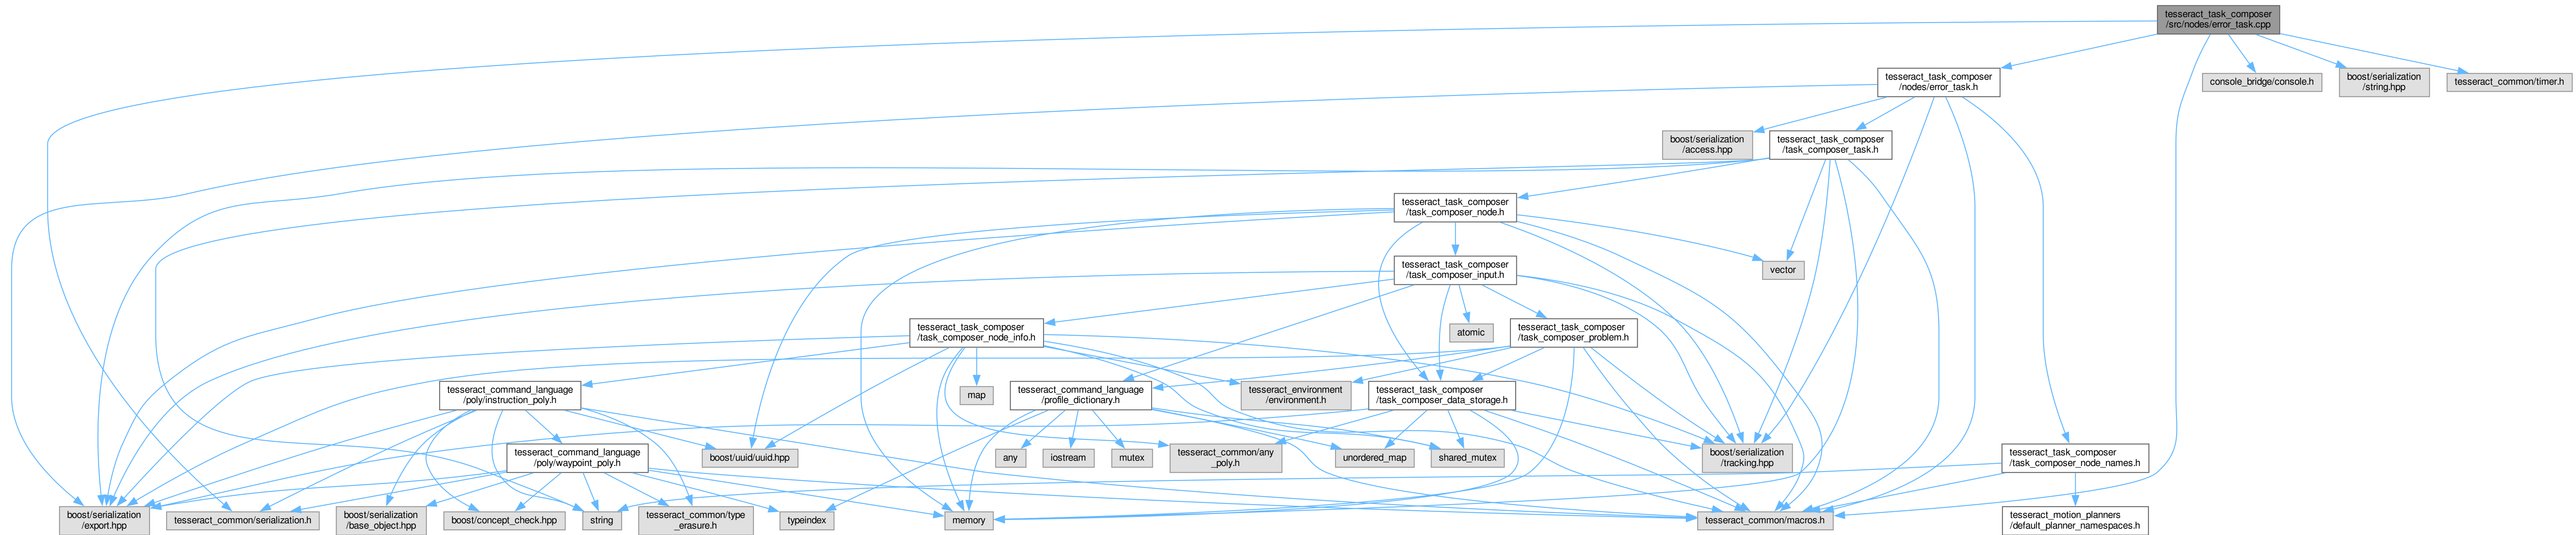 tesseract_task_composer
/src/nodes/error_task.cpp
tesseract_task_composer
/nodes/error_task.h
console_bridge/console.h
boost/serialization
/string.hpp
tesseract_common/timer.h
boost/serialization
/access.hpp
tesseract_task_composer
/task_composer_task.h
tesseract_task_composer
/task_composer_node.h
tesseract_task_composer
/task_composer_input.h
vector
tesseract_task_composer
/task_composer_node_info.h
atomic
tesseract_task_composer
/task_composer_problem.h
tesseract_command_language
/poly/instruction_poly.h
map
tesseract_command_language
/profile_dictionary.h
tesseract_environment
/environment.h
tesseract_task_composer
/task_composer_data_storage.h
tesseract_command_language
/poly/waypoint_poly.h
boost/uuid/uuid.hpp
any
iostream
mutex
tesseract_common/any
_poly.h
unordered_map
shared_mutex
boost/serialization
/tracking.hpp
tesseract_task_composer
/task_composer_node_names.h
boost/serialization
/export.hpp
tesseract_common/serialization.h
boost/serialization
/base_object.hpp
boost/concept_check.hpp
string
tesseract_common/type
_erasure.h
typeindex
memory
tesseract_common/macros.h
tesseract_motion_planners
/default_planner_namespaces.h